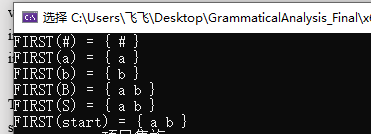 选择 C:\Users\飞飞\Desktop\GrammaticalAnalysis_Final\x
FIRST(#) = { # }
FIRST(a) = { a }
FIRST(b) = { b }
FIRST(B) = { a b }
FIRST(S) = { a b }
FIRST(start) = { a b }